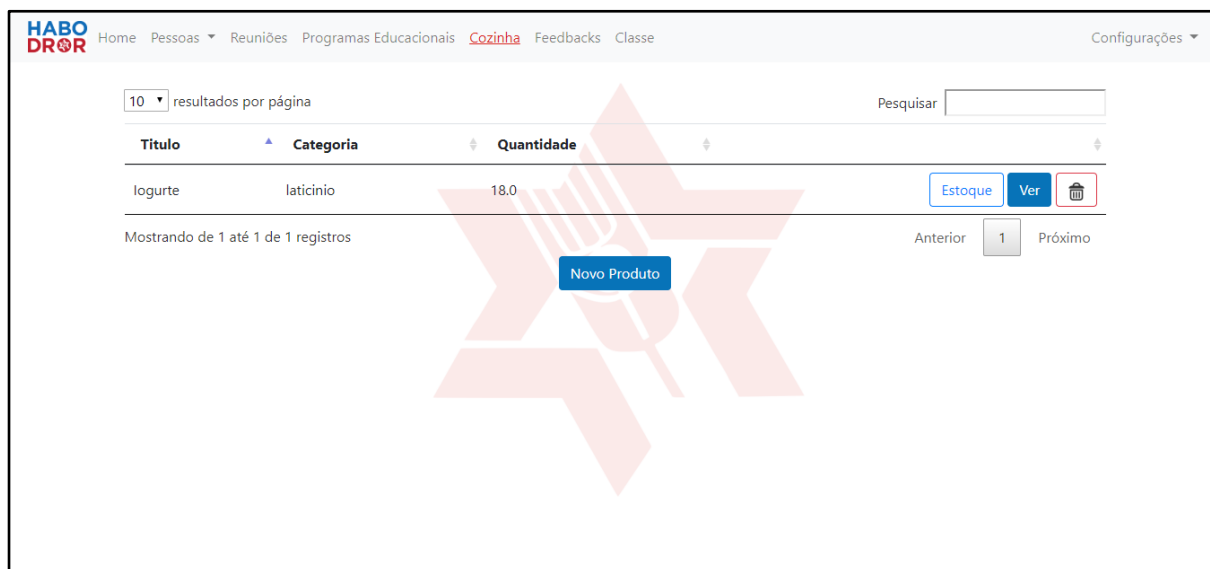 HABO
DROR
Home Pessoas Reuniões Programas Educacionais Cozinha Feedbacks Classe Configurações
10 resultados por página Pesquisar
Titulo Categoria Quantidade
Iogurte laticinio 18.0 Estoque Ver
Mostrando de 1 até 1 de 1 registros Anterior 1 Próximo
Novo Produto